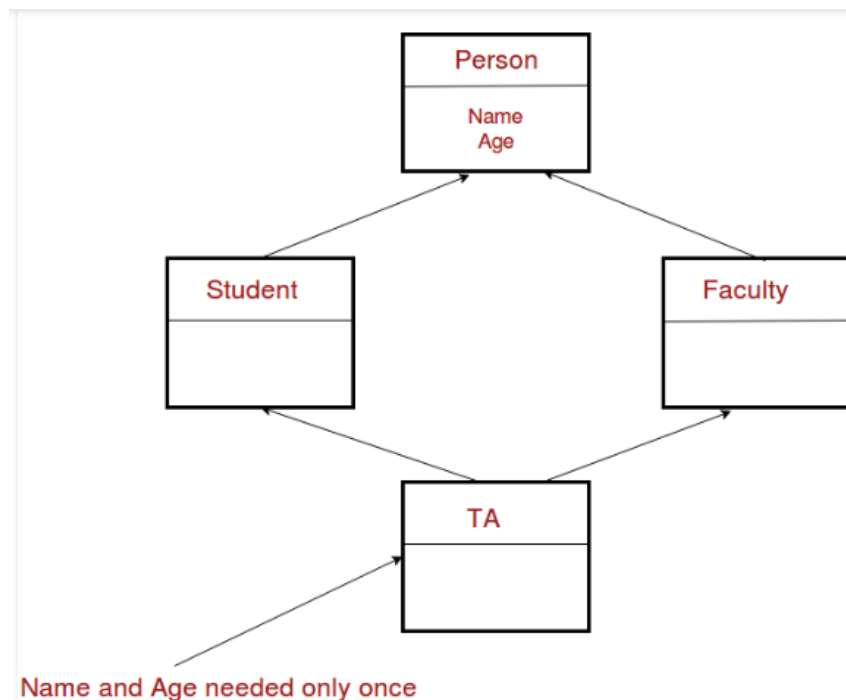 Person
Name
Age
Student
Faculty
TA
Name and Age needed only once